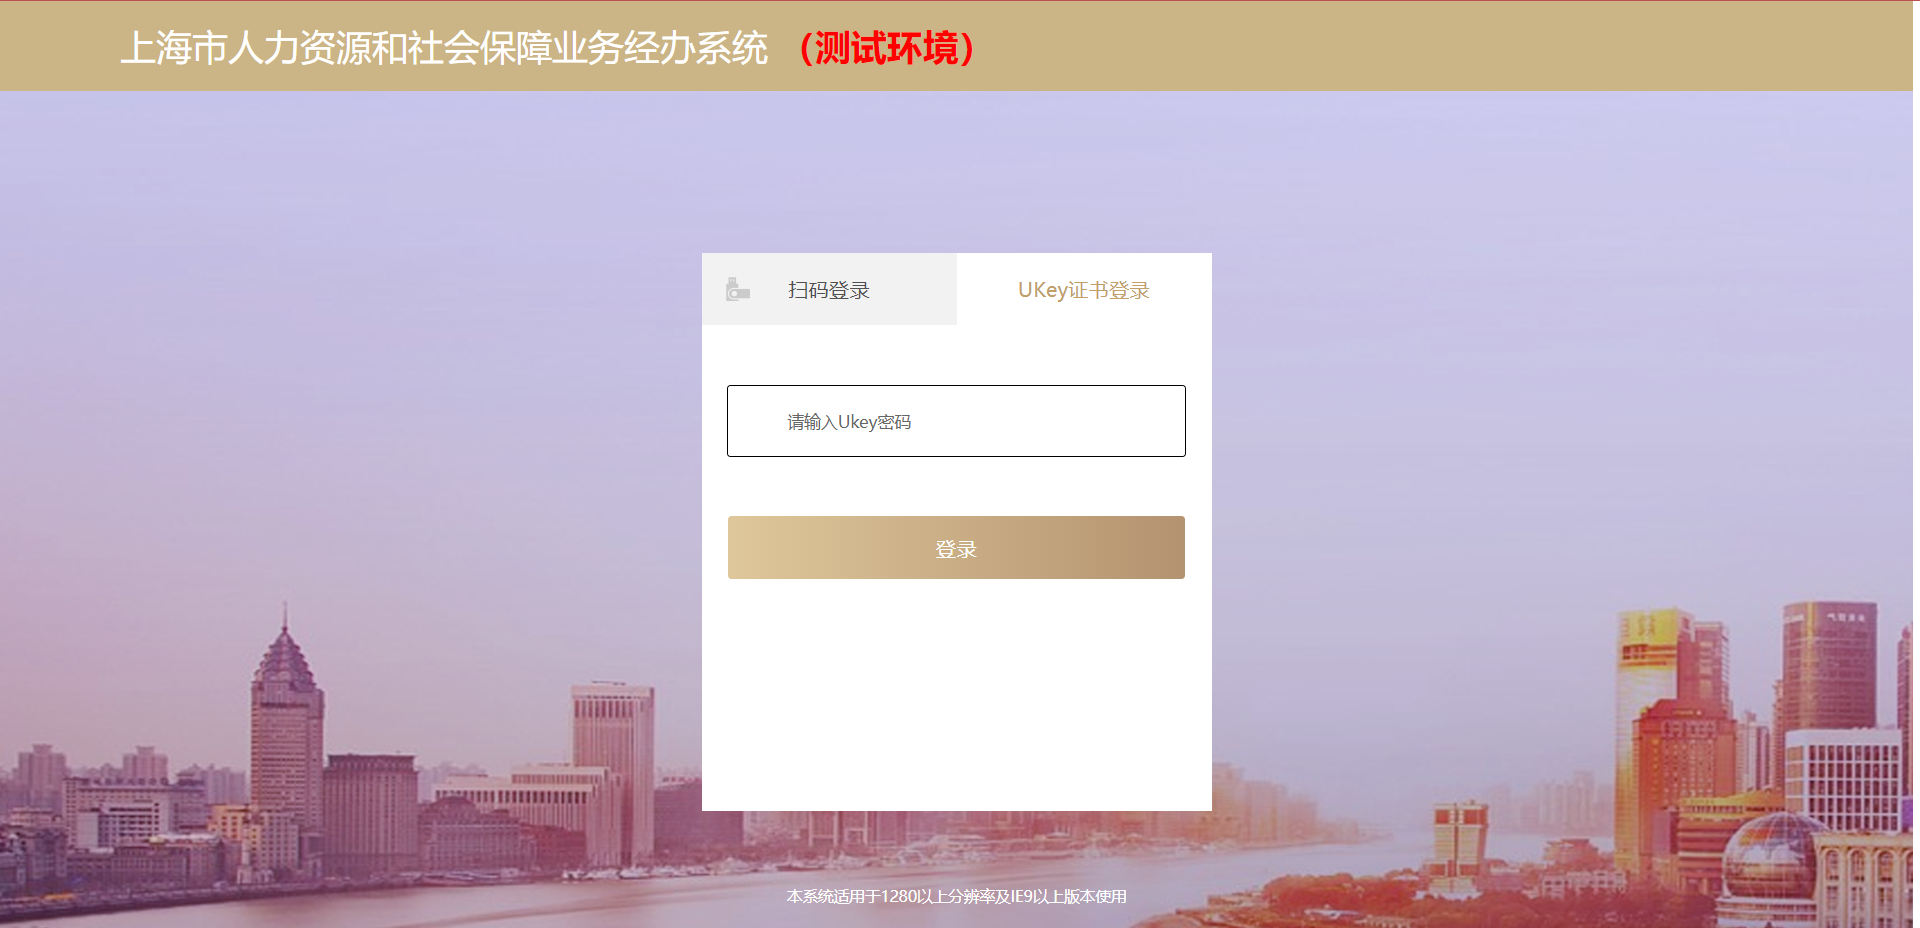 上海市人力资源和社会保障业务经办系统 （测试环境）
扫码登录
UKey证书登录
请输入Ukey密码
登录
本系统适用于1280以上分辨率及IE9以上版本使用